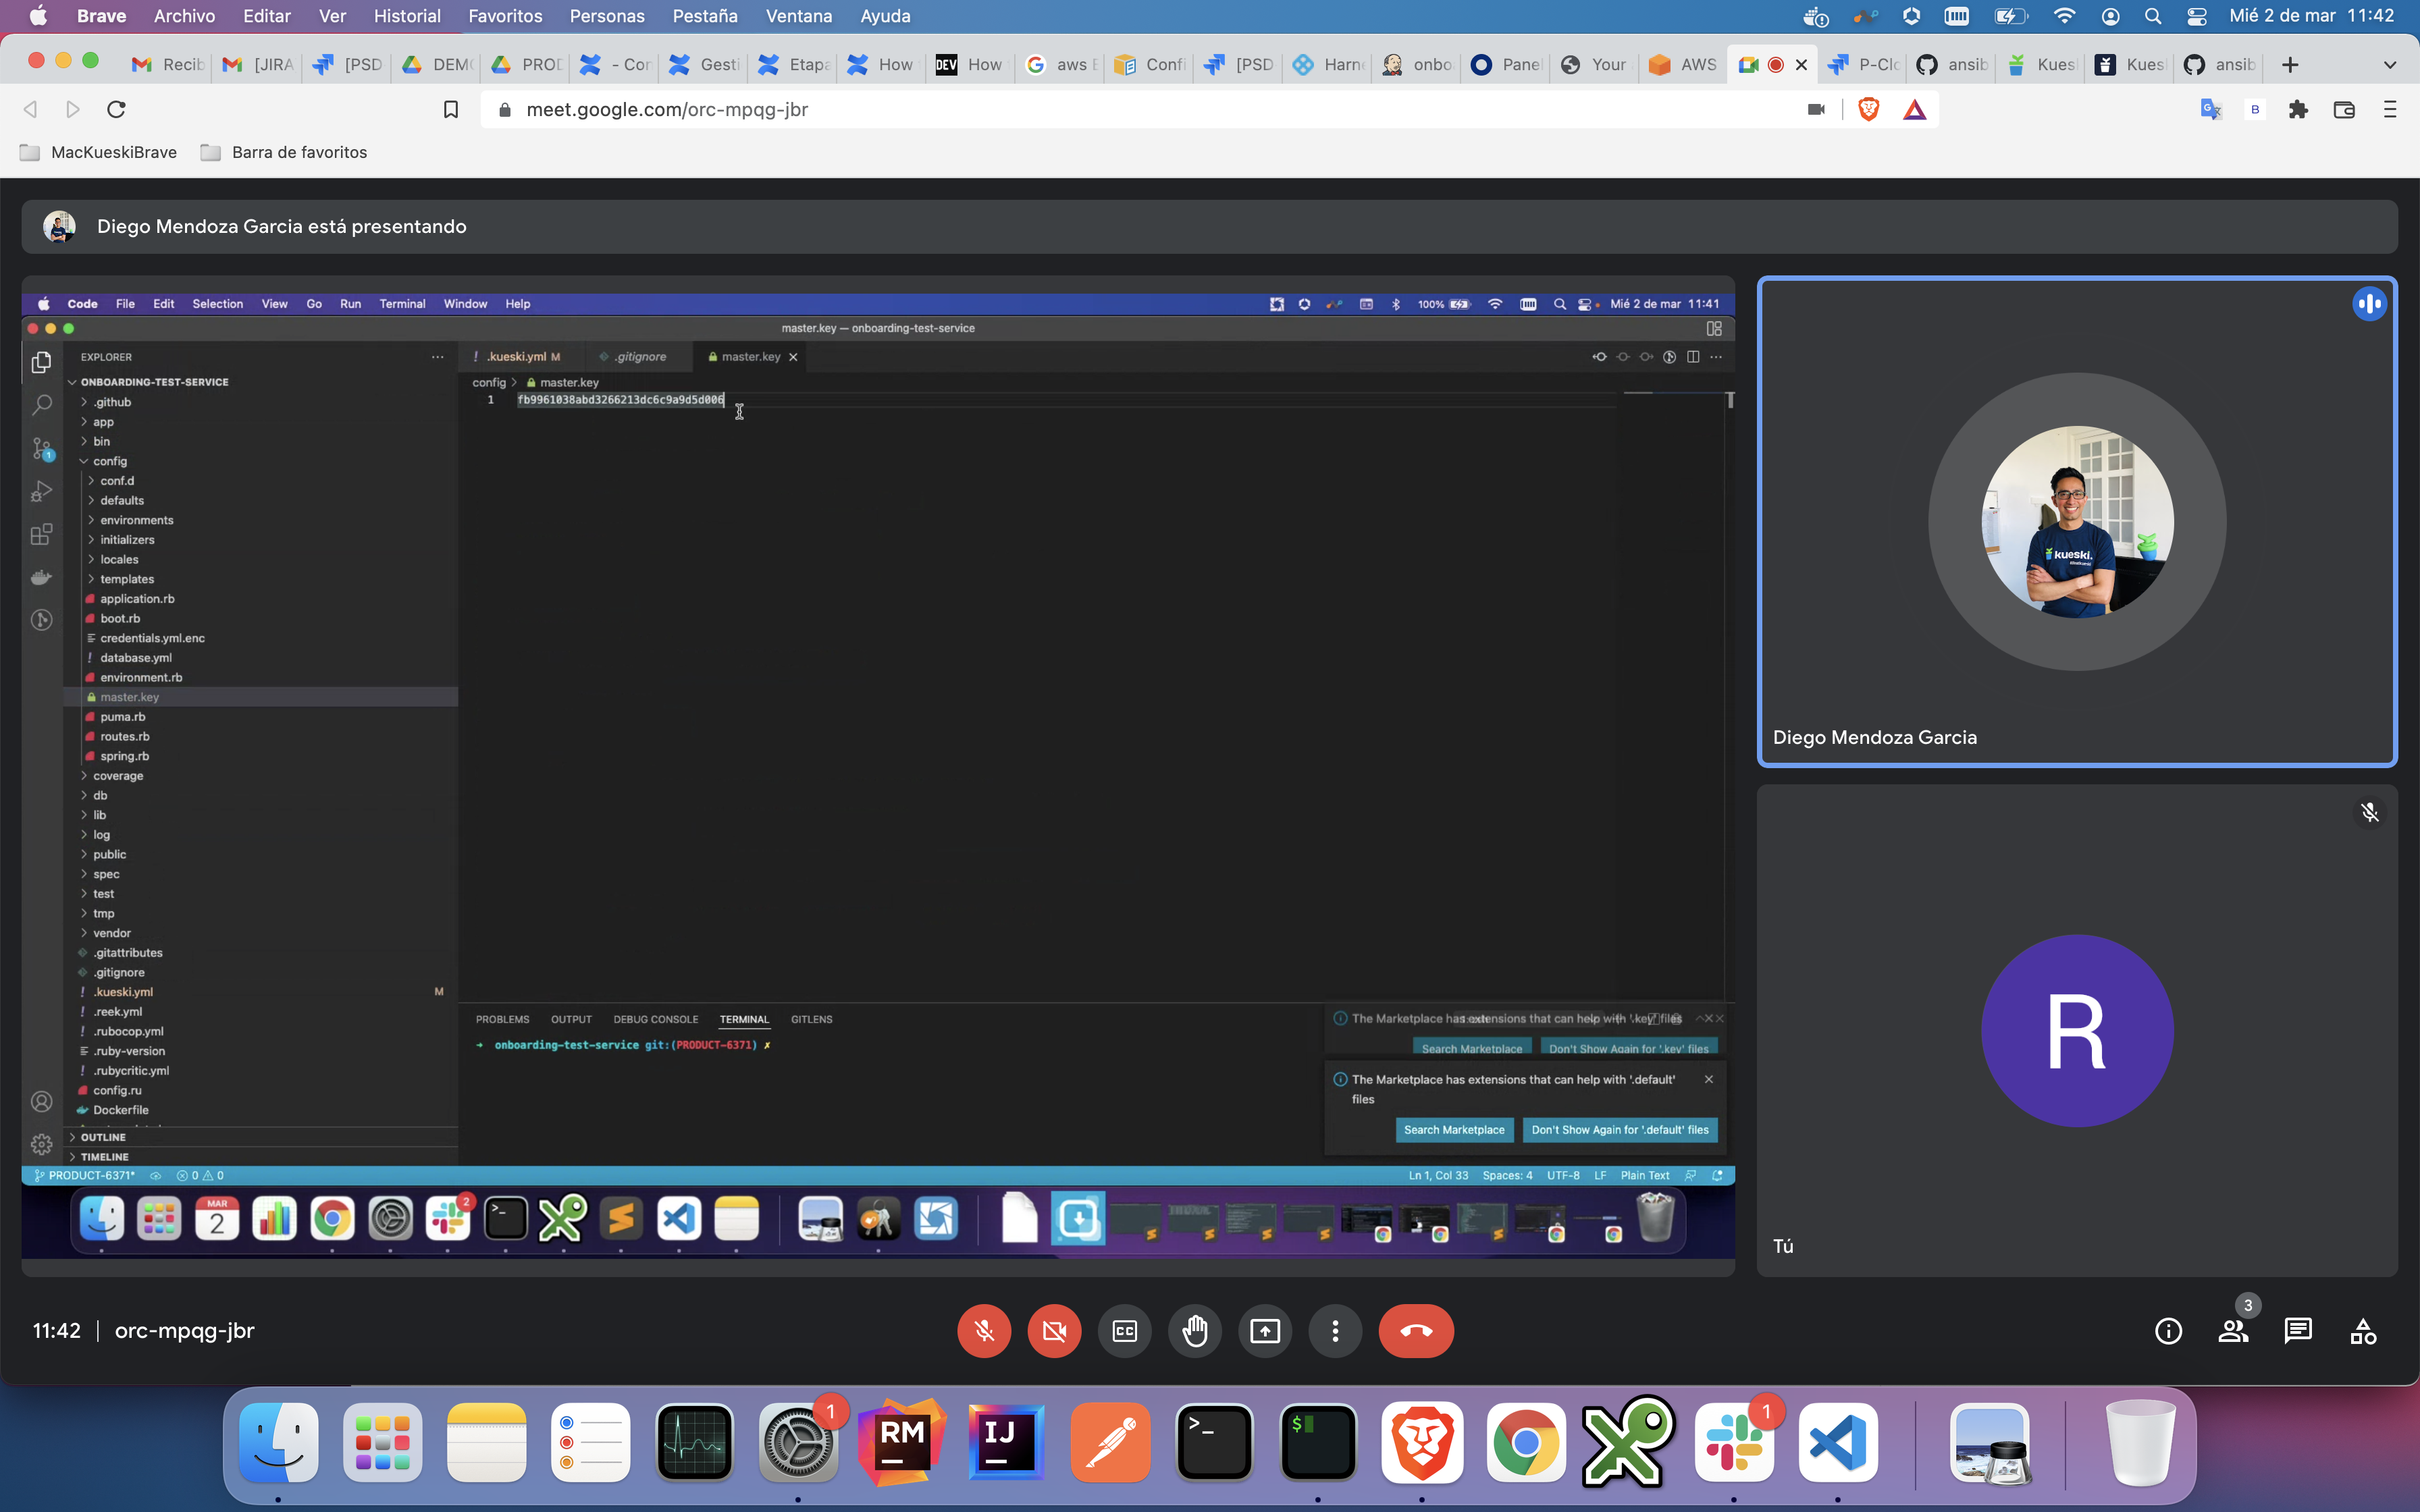 Brave Archivo Editar Ver Historial Favoritos Personas Pestaña Ventana Ayuda Mié 2 de mar 11:42
Recib [JIRA [PSD DEMO PROD - Con Gesti Etapa How DEV How aws E Confi [PSD Harne onbo Pane Your AWS P-Clo ansib Kuesl Kuesl ansib
meet.google.com/orc-mpqg-jbr
MacKueskiBrave Barra de favoritos
Diego Mendoza Garcia está presentando
Code File Edit Selection View Go Run Terminal Window Help 100% Mié 2 de mar 11:41
master.key — onboarding-test-service
EXPLORER
! .kueski.yml M .gitignore master.key
ONBOARDING-TEST-SERVICE
config > master.key
.github
1 fb9961038abd3266213dc6c9a9d5d006
app
bin
config
conf.d
defaults
environments
initializers
locales
templates
application.rb
boot.rb
credentials.yml.enc
! database.yml
environment.rb
master.key
puma.rb
routes.rb
spring.rb
coverage
db
lib
log
public
spec
test
tmp
vendor
.gitattributes
.gitignore
! .kueski.yml M
! .reek.yml
! .rubocop.yml
.ruby-version
! .rubycritic.yml
config.ru
Dockerfile
OUTLINE
TIMELINE
PROBLEMS OUTPUT DEBUG CONSOLE TERMINAL GITLENS
→ onboarding-test-service git:(PRODUCT-6371) ✗
The Marketplace has extensions that can help with '.key' files
Search Marketplace Don't Show Again for '.key' files
The Marketplace has extensions that can help with '.default'
files
Search Marketplace Don't Show Again for '.default' files
PRODUCT-6371* 0 0 Ln 1, Col 33 Spaces: 4 UTF-8 LF Plain Text
MAR
2
2
kueski.
Diego Mendoza Garcia
R
Tú
11:42 | orc-mpqg-jbr
CC
3
1
RM
IJ
>_
$
1